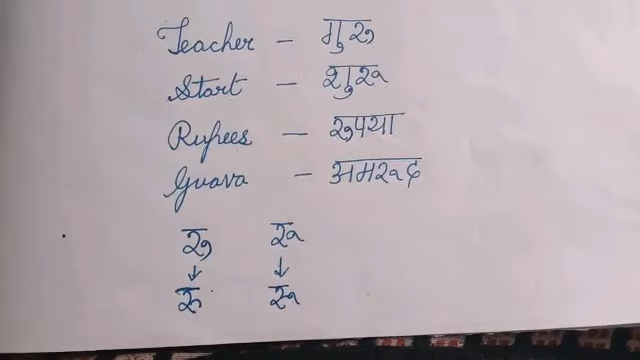 Teacher - गुरु
Start - शुरू
Rupees - रुपया
Guava - अमरूद
रु रू
↓ ↓
रु रू